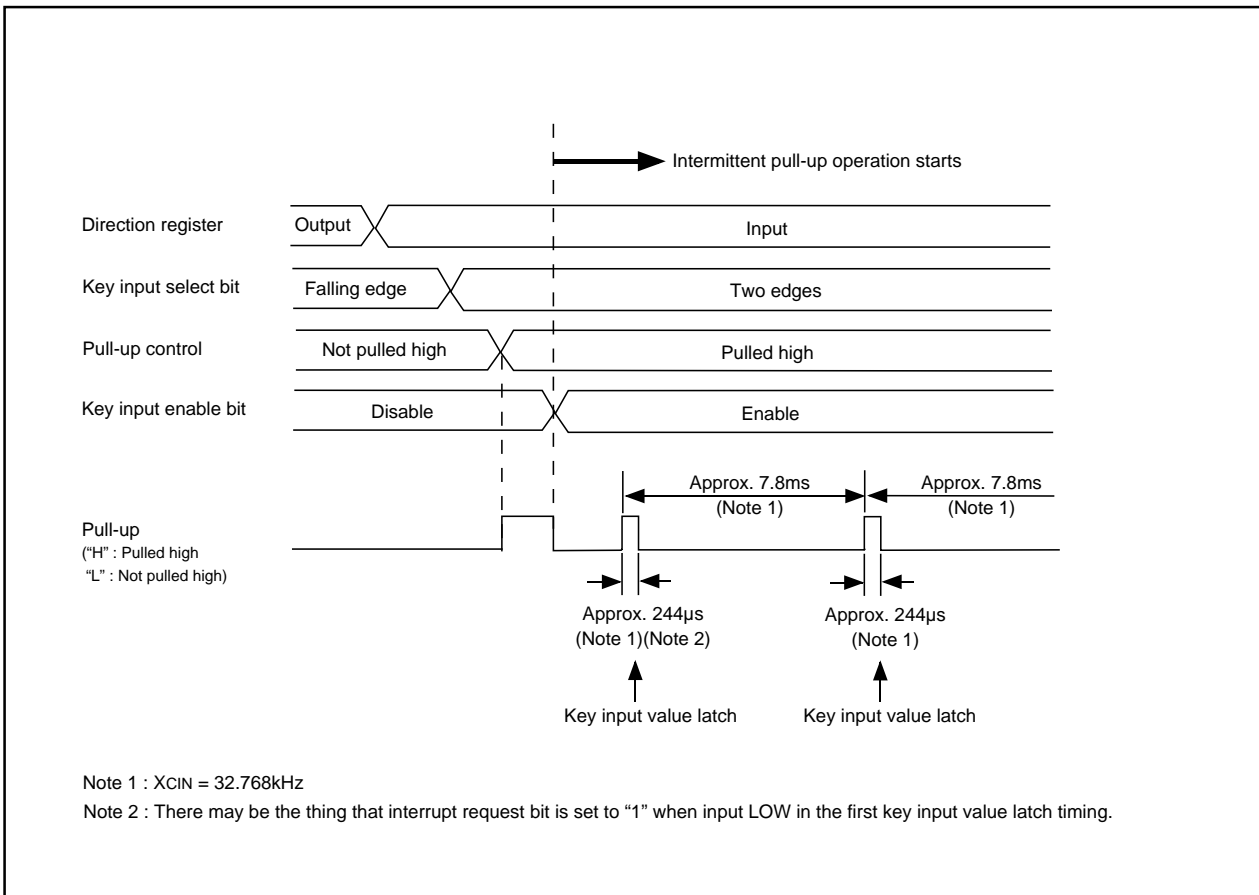 Intermittent pull-up operation starts
Direction register
Output
Input
Key input select bit
Falling edge
Two edges
Pull-up control
Not pulled high
Pulled high
Key input enable bit
Disable
Enable
Approx. 7.8ms
(Note 1)
Approx. 7.8ms
(Note 1)
Pull-up
(“H” : Pulled high
“L” : Not pulled high)
Approx. 244µs
(Note 1)(Note 2)
Approx. 244µs
(Note 1)
Key input value latch
Key input value latch
Note 1 : XCIN = 32.768kHz
Note 2 : There may be the thing that interrupt request bit is set to “1” when input LOW in the first key input value latch timing.